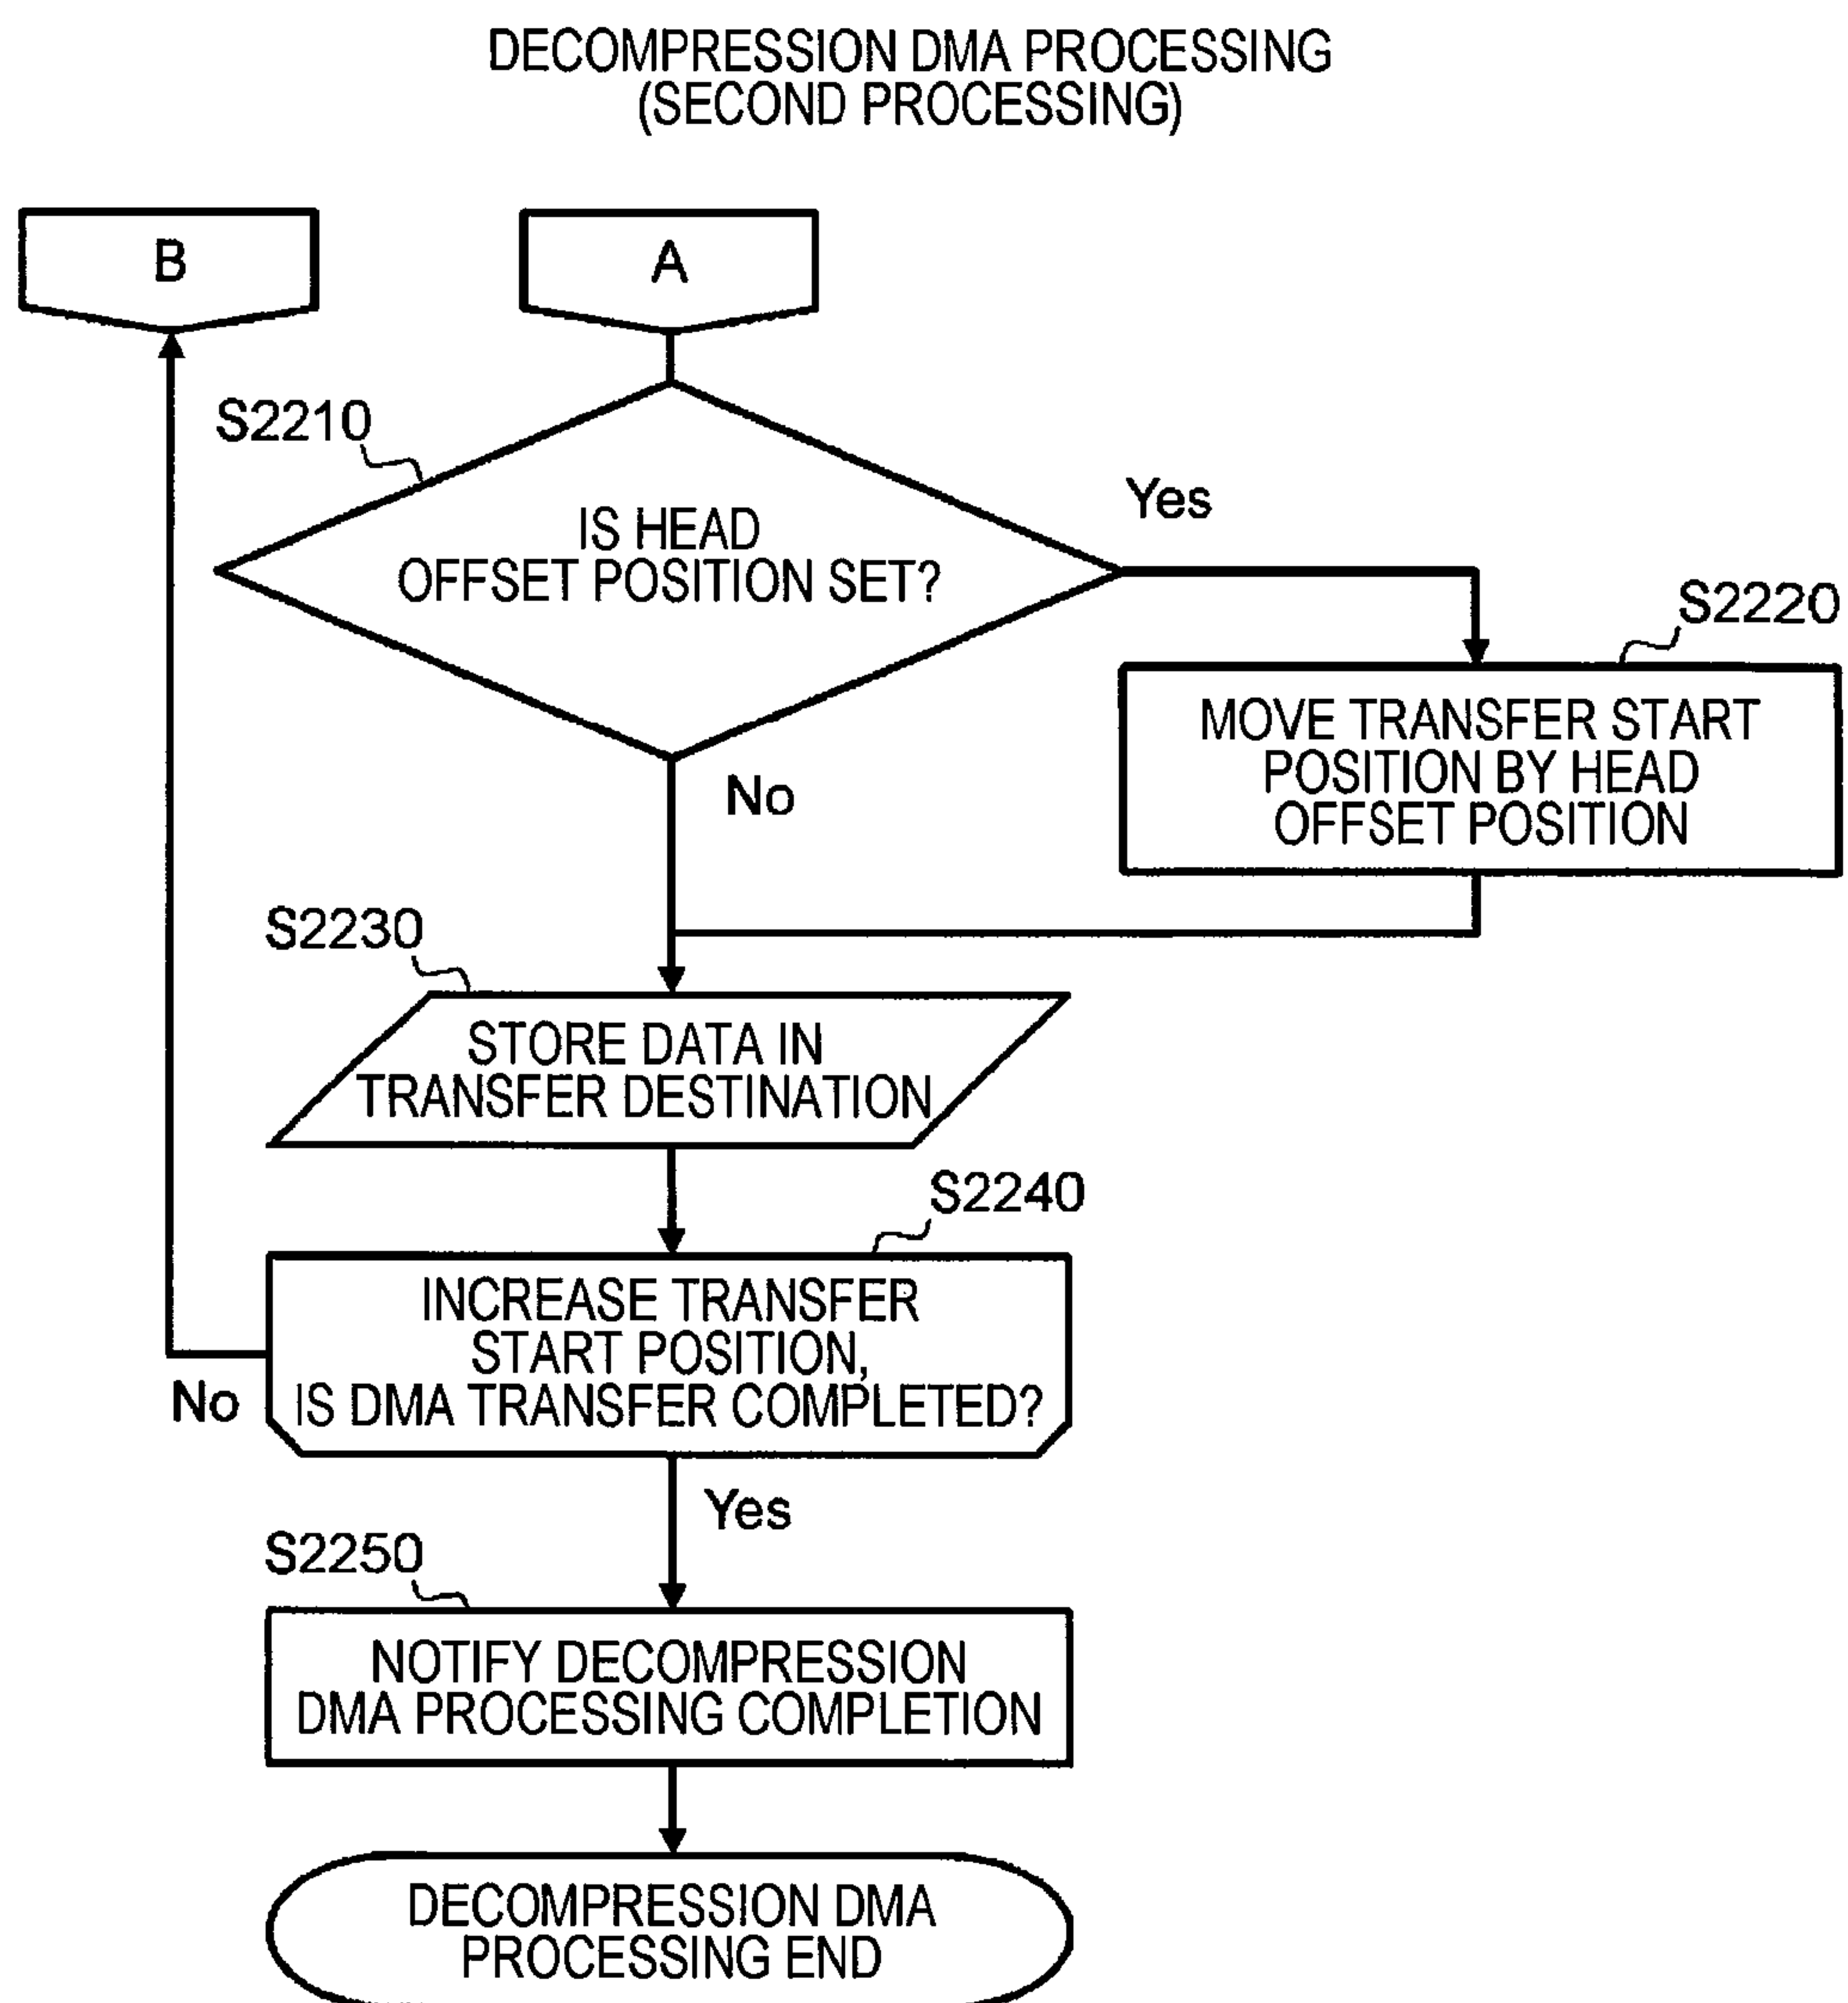 DECOMPRESSION DMA PROCESSING
(SECOND PROCESSING)
B
A
S2210
IS HEAD
OFFSET POSITION SET?
Yes
No
S2220
MOVE TRANSFER START
POSITION BY HEAD
OFFSET POSITION
S2230
STORE DATA IN
TRANSFER DESTINATION
S2240
INCREASE TRANSFER
START POSITION,
IS DMA TRANSFER COMPLETED?
No
Yes
S2250
NOTIFY DECOMPRESSION
DMA PROCESSING COMPLETION
DECOMPRESSION DMA
PROCESSING END